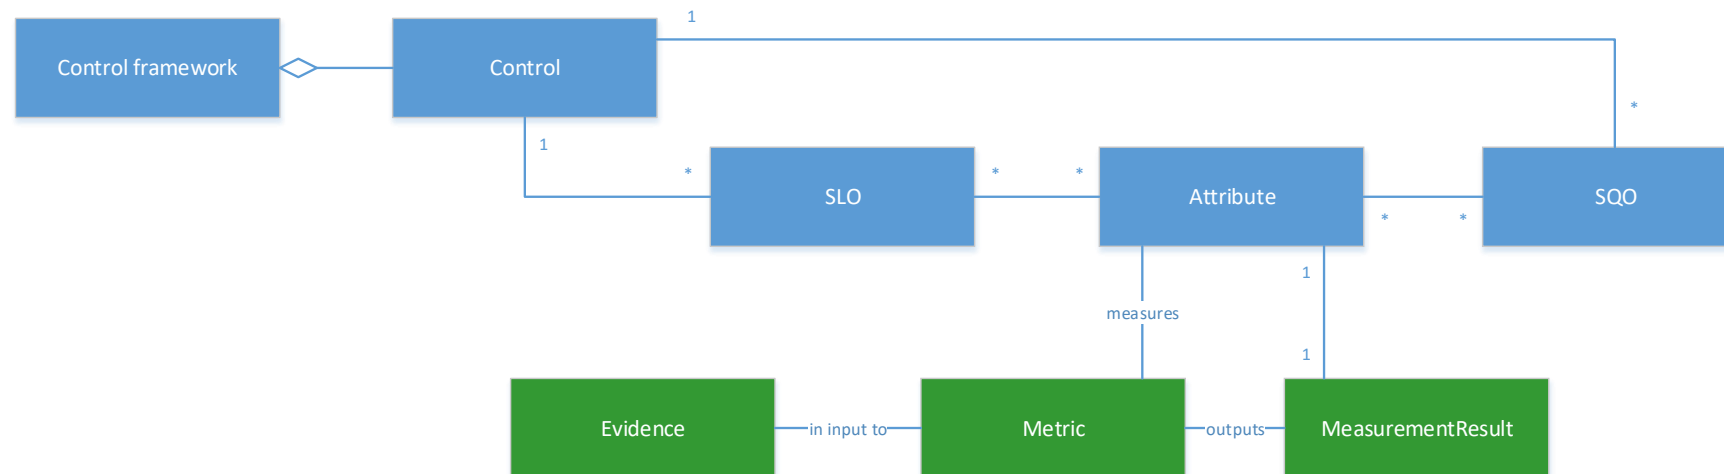 1
Control framework
Control
*
1
*
*
*
SLO
Attribute
SQO
*
*
1
measures
1
Evidence
in input to
Metric
outputs
MeasurementResult